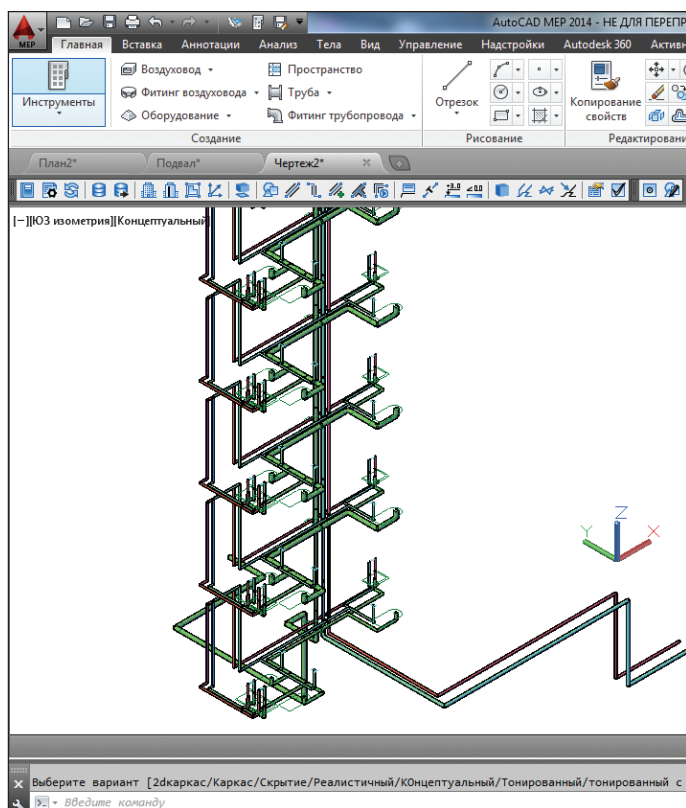 AutoCAD MEP 2014 - НЕ ДЛЯ ПЕРЕПР
MEP Главная Вставка Аннотации Анализ Тела Вид Управление Надстройки Autodesk 360 Актив
Инструменты
Воздуховод
Фитинг воздуховода
Оборудование
Пространство
Труба
Фитинг трубопровода
Отрезок
Копирование свойств
Создание Рисование Редактировани
План2* Подвал* Чертеж2*
[−][ЮЗ изометрия][Концептуальный]
Z
Y X
Выберите вариант [2dкаркас/Каркас/Скрытие/Реалистичный/КОнцептуальный/Тонированный/тонированный с
Введите команду